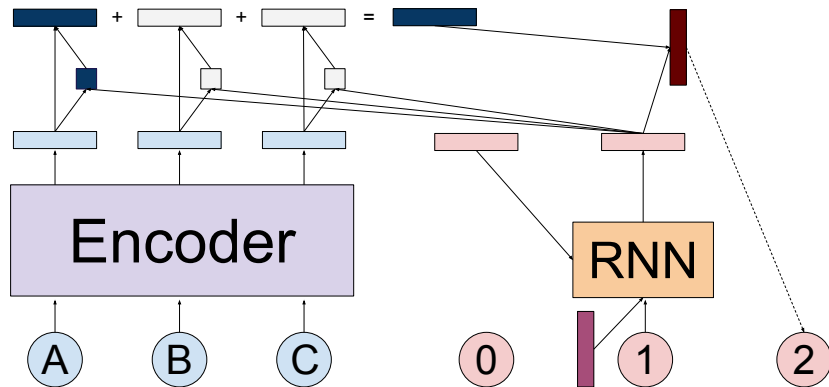 + + =
Encoder
RNN
A B C 0 1 2